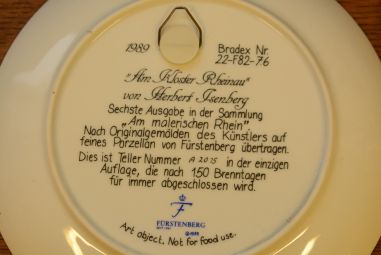 1989
Bradex Nr.
22-F82-76
"Am Kloster Rheinau"
von Herbert Isenberg
Sechste Ausgabe in der Sammlung
„Am malerischen Rhein".
Nach Originalgemälden des Künstlers auf
feines Porzellan von Fürstenberg übertragen.
Dies ist Teller Nummer A 2015 in der einzigen
Auflage, die nach 150 Brenntagen
für immer abgeschlossen wird.
F
FÜRSTENBERG
Art object. Not for food use.